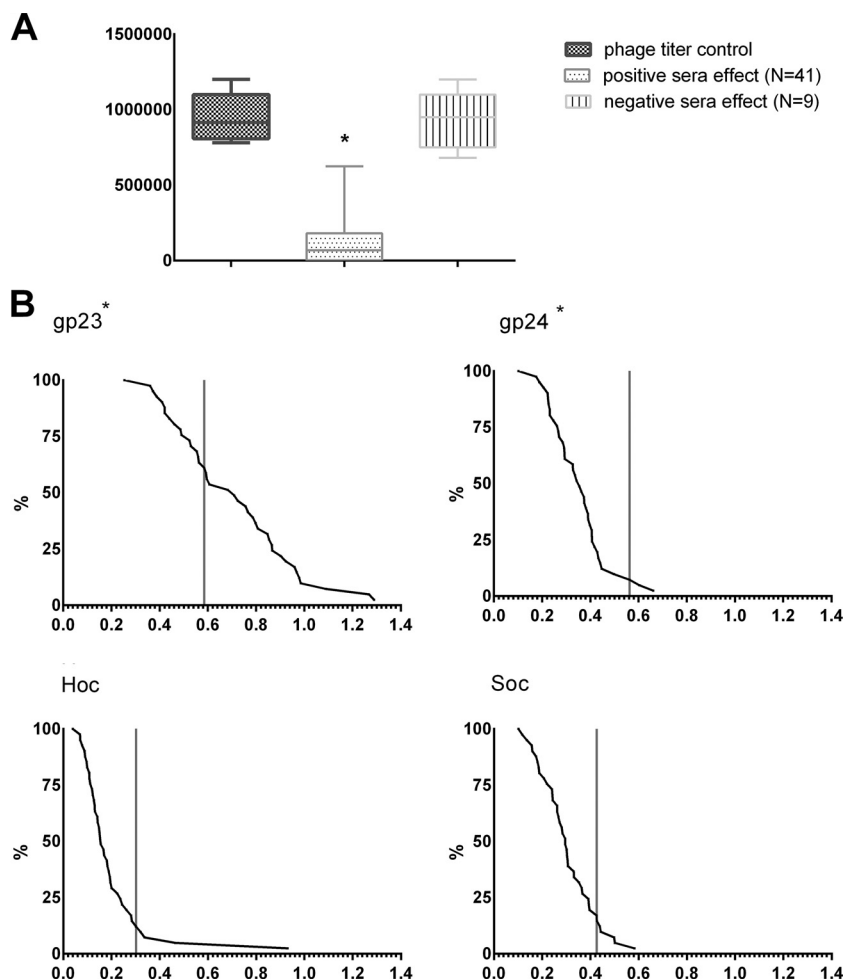 A
1500000
1000000
500000
0
*
phage titer control
positive sera effect (N=41)
negative sera effect (N=9)
B
gp23*
100
75
50
25
0
%
0.0 0.2 0.4 0.6 0.8 1.0 1.2 1.4
gp24 *
100
75
50
25
0
%
0.0 0.2 0.4 0.6 0.8 1.0 1.2 1.4
Hoc
100
75
50
25
0
%
0.0 0.2 0.4 0.6 0.8 1.0 1.2 1.4
Soc
100
75
50
25
0
%
0.0 0.2 0.4 0.6 0.8 1.0 1.2 1.4